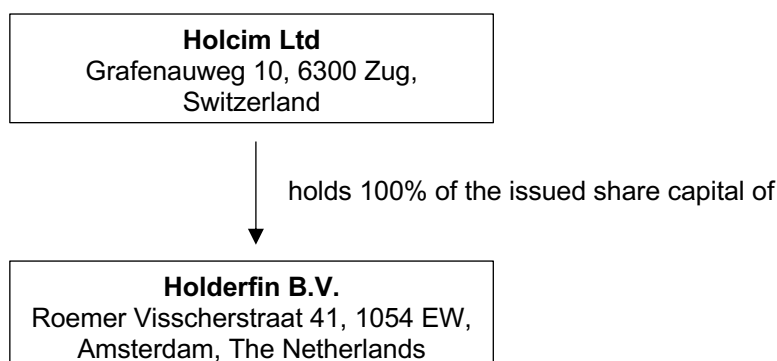 Holcim Ltd
Grafenauweg 10, 6300 Zug,
Switzerland
holds 100% of the issued share capital of
Holderfin B.V.
Roemer Visscherstraat 41, 1054 EW,
Amsterdam, The Netherlands